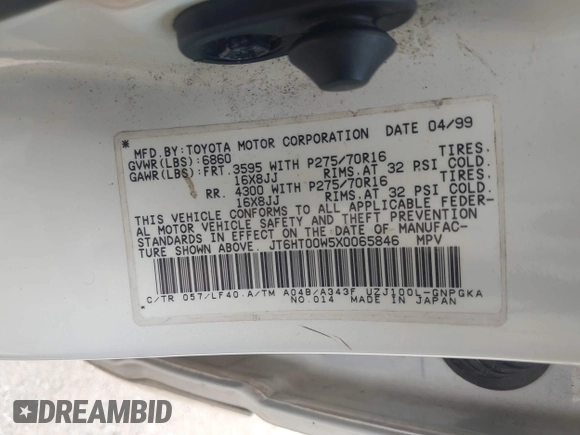 MFD.BY:TOYOTA MOTOR CORPORATION DATE 04/99
GVWR(LBS):6860
GAWR(LBS):FRT.3595 WITH P275/70R16 TIRES.
16X8JJ RIMS.AT 32 PSI COLD.
RR. 4300 WITH P275/70R16 TIRES.
16X8JJ RIMS.AT 32 PSI COLD.
THIS VEHICLE CONFORMS TO ALL APPLICABLE FEDER-
AL MOTOR VEHICLE SAFETY AND THEFT PREVENTION
STANDARDS IN EFFECT ON THE DATE OF MANUFAC-
TURE SHOWN ABOVE. JT6HT00W5X0065846 MPV
C/TR 057/LF40 A/TM A04B/A343F UZJ100L-GNPGKA
NO.014 MADE IN JAPAN
DREAMBID